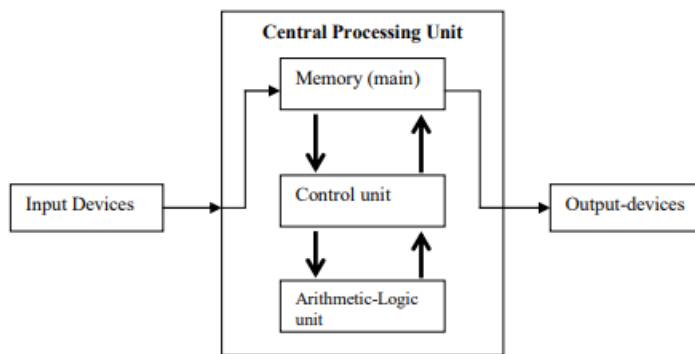 Central Processing Unit
Memory (main)
Input Devices
Control unit
Output-devices
Arithmetic-Logic
unit